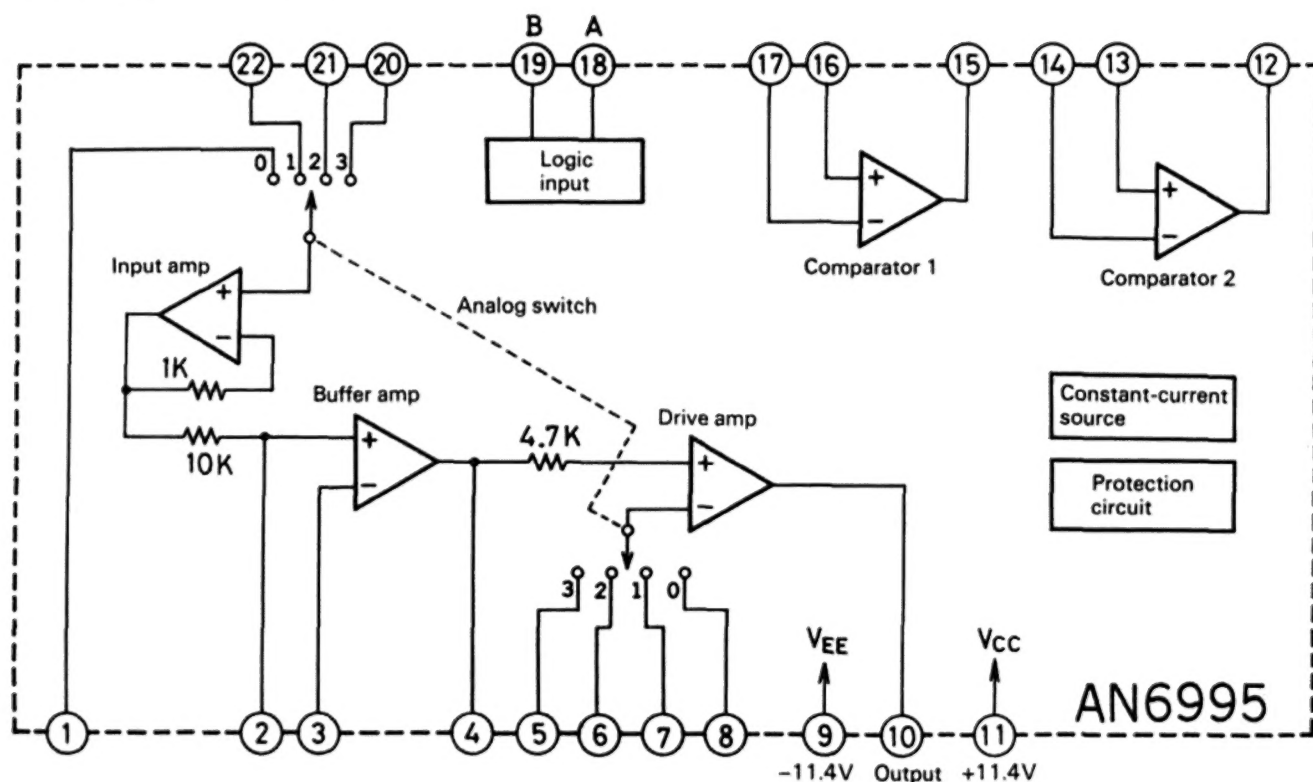 B A
22 21 20 19 18 17 16 15 14 13 12
0 1 2 3
Logic
input
+
−
Comparator 1
+
−
Comparator 2
Input amp
+
−
Analog switch
1K
10K
Buffer amp
+
−
4.7K
Drive amp
+
−
Constant-current
source
Protection
circuit
3 2 1 0
VEE
VCC
AN6995
1 2 3 4 5 6 7 8 9 10 11
−11.4V Output +11.4V